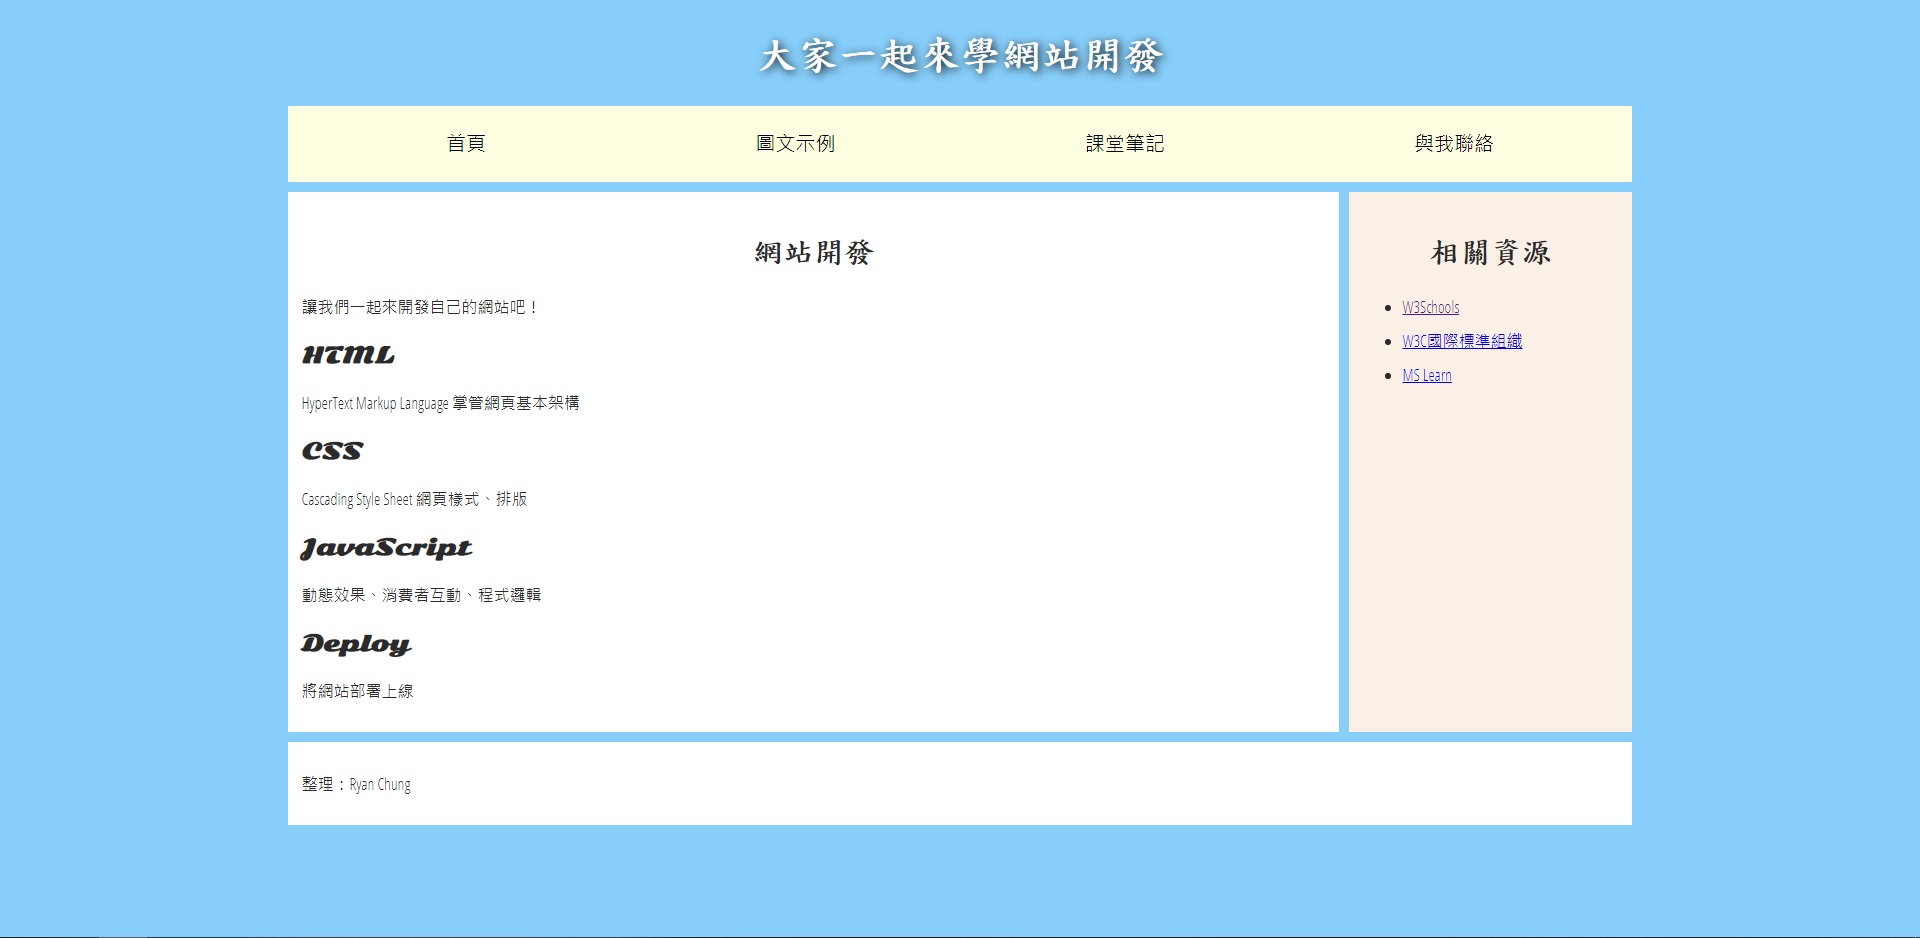 大家一起來學網站開發
首頁 圖文示例 課堂筆記 與我聯絡
網站開發
讓我們一起來開發自己的網站吧！
HTML
HyperText Markup Language 掌管網頁基本架構
CSS
Cascading Style Sheet 網頁樣式、排版
JavaScript
動態效果、消費者互動、程式邏輯
Deploy
將網站部署上線
相關資源
W3Schools
W3C國際標準組織
MS Learn
整理：Ryan Chung